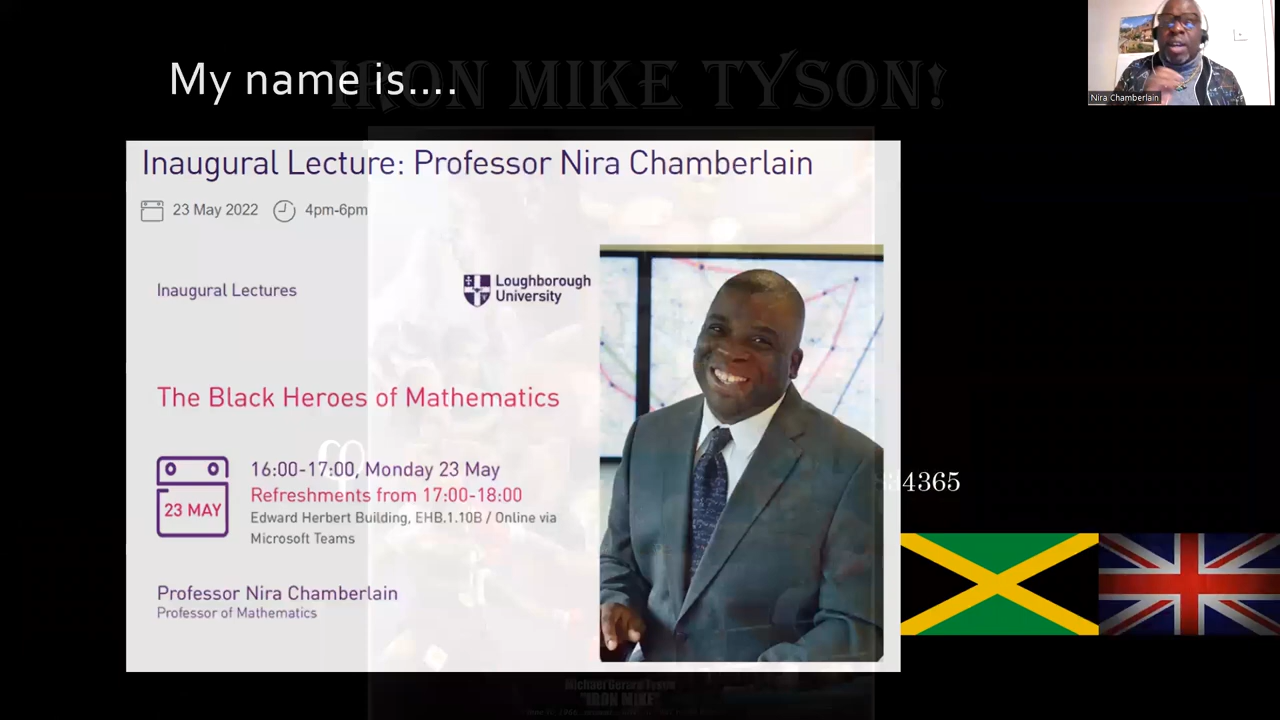 My name is....
IRON MIKE TYSON!
Nira Chamberlain
Inaugural Lecture: Professor Nira Chamberlain
23 May 2022 4pm-6pm
Inaugural Lectures
Loughborough
University
The Black Heroes of Mathematics
23 MAY
16:00-17:00, Monday 23 May
Refreshments from 17:00-18:00
Edward Herbert Building, EHB.1.10B / Online via
Microsoft Teams
φ
4365
Professor Nira Chamberlain
Professor of Mathematics
Michael Gerard Tyson
"IRON MIKE"